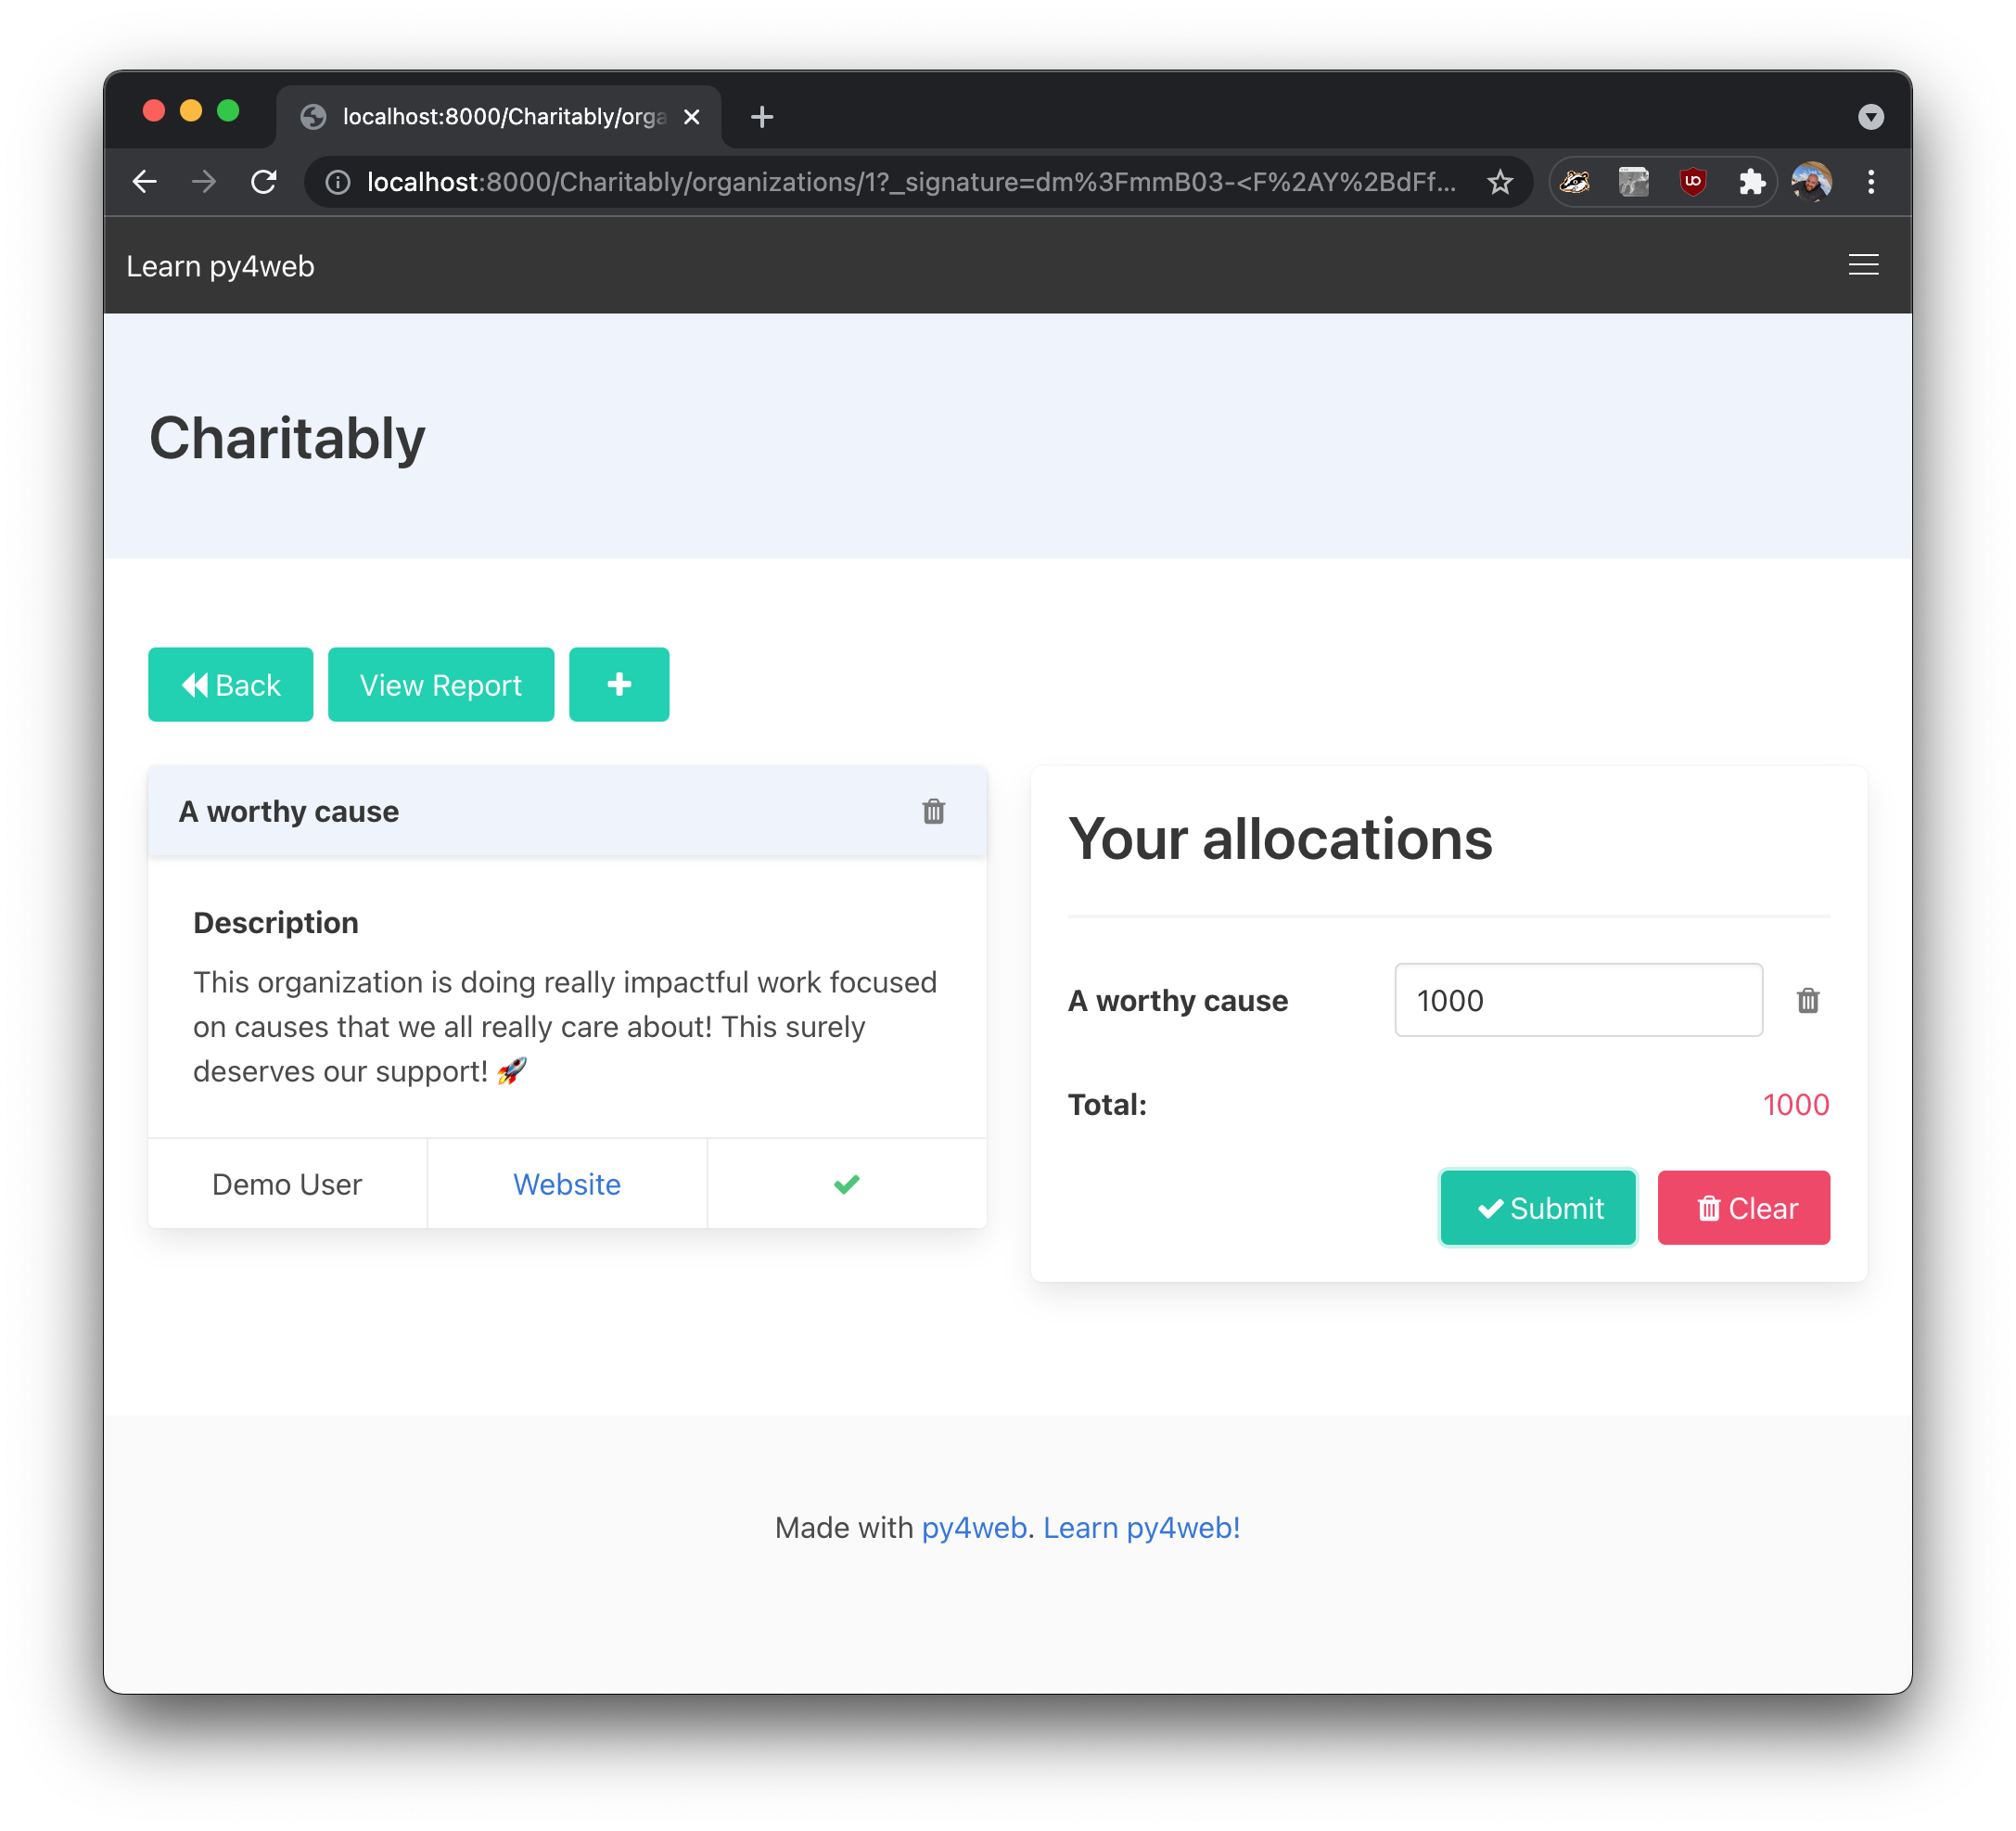 localhost:8000/Charitably/orga
localhost:8000/Charitably/organizations/1?_signature=dm%3FmmB03-<F%2AY%2BdFf...
Learn py4web
Charitably
Back
View Report
A worthy cause
Description
This organization is doing really impactful work focused
on causes that we all really care about! This surely
deserves our support! 🚀
Demo User
Website
Your allocations
A worthy cause
1000
Total:
1000
Submit
Clear
Made with py4web. Learn py4web!